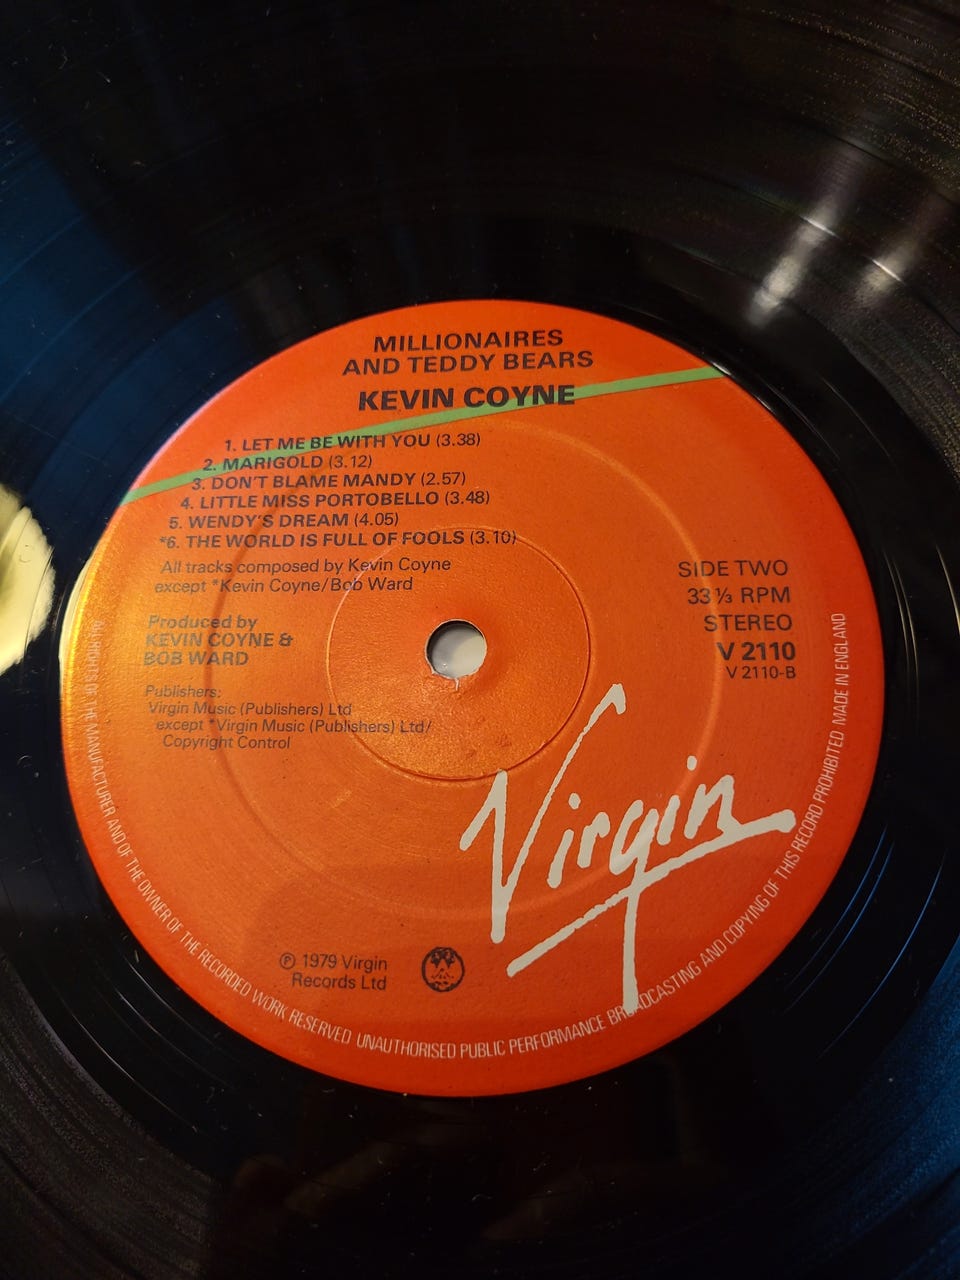 MILLIONAIRES
AND TEDDY BEARS
KEVIN COYNE
1. LET ME BE WITH YOU (3.38)
2. MARIGOLD (3.12)
3. DON'T BLAME MANDY (2.57)
4. LITTLE MISS PORTOBELLO (3.48)
5. WENDY'S DREAM (4.05)
*6. THE WORLD IS FULL OF FOOLS (3.10)
All tracks composed by Kevin Coyne
except *Kevin Coyne/Bob Ward
Produced by
KEVIN COYNE &
BOB WARD
Publishers:
Virgin Music (Publishers) Ltd
except *Virgin Music (Publishers) Ltd/
Copyright Control
SIDE TWO
33⅓ RPM
STEREO
V 2110
V 2110-B
Virgin
℗ 1979 Virgin
Records Ltd
ALL RIGHTS OF THE MANUFACTURER AND OF THE OWNER OF THE RECORDED WORK RESERVED UNAUTHORISED PUBLIC PERFORMANCE BROADCASTING AND COPYING OF THIS RECORD PROHIBITED MADE IN ENGLAND